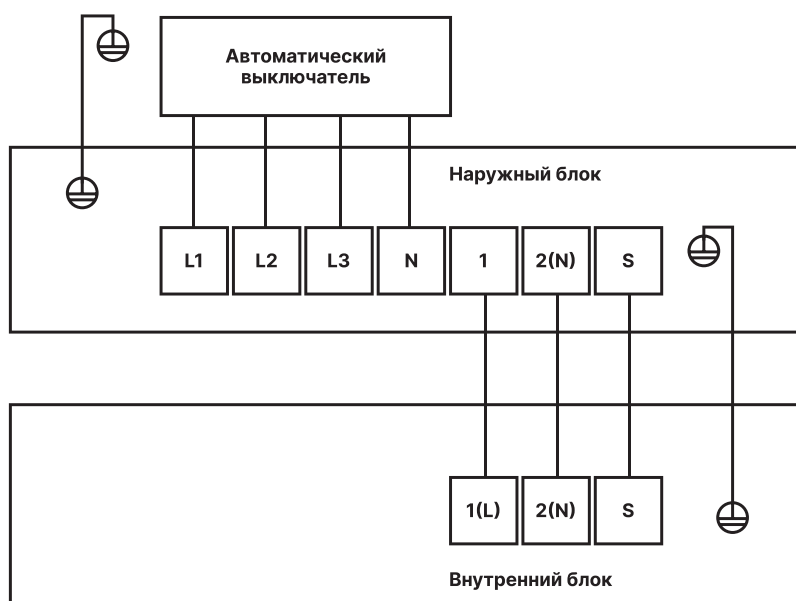 Автоматический
выключатель
Наружный блок
L1 L2 L3 N 1 2(N) S
1(L) 2(N) S
Внутренний блок